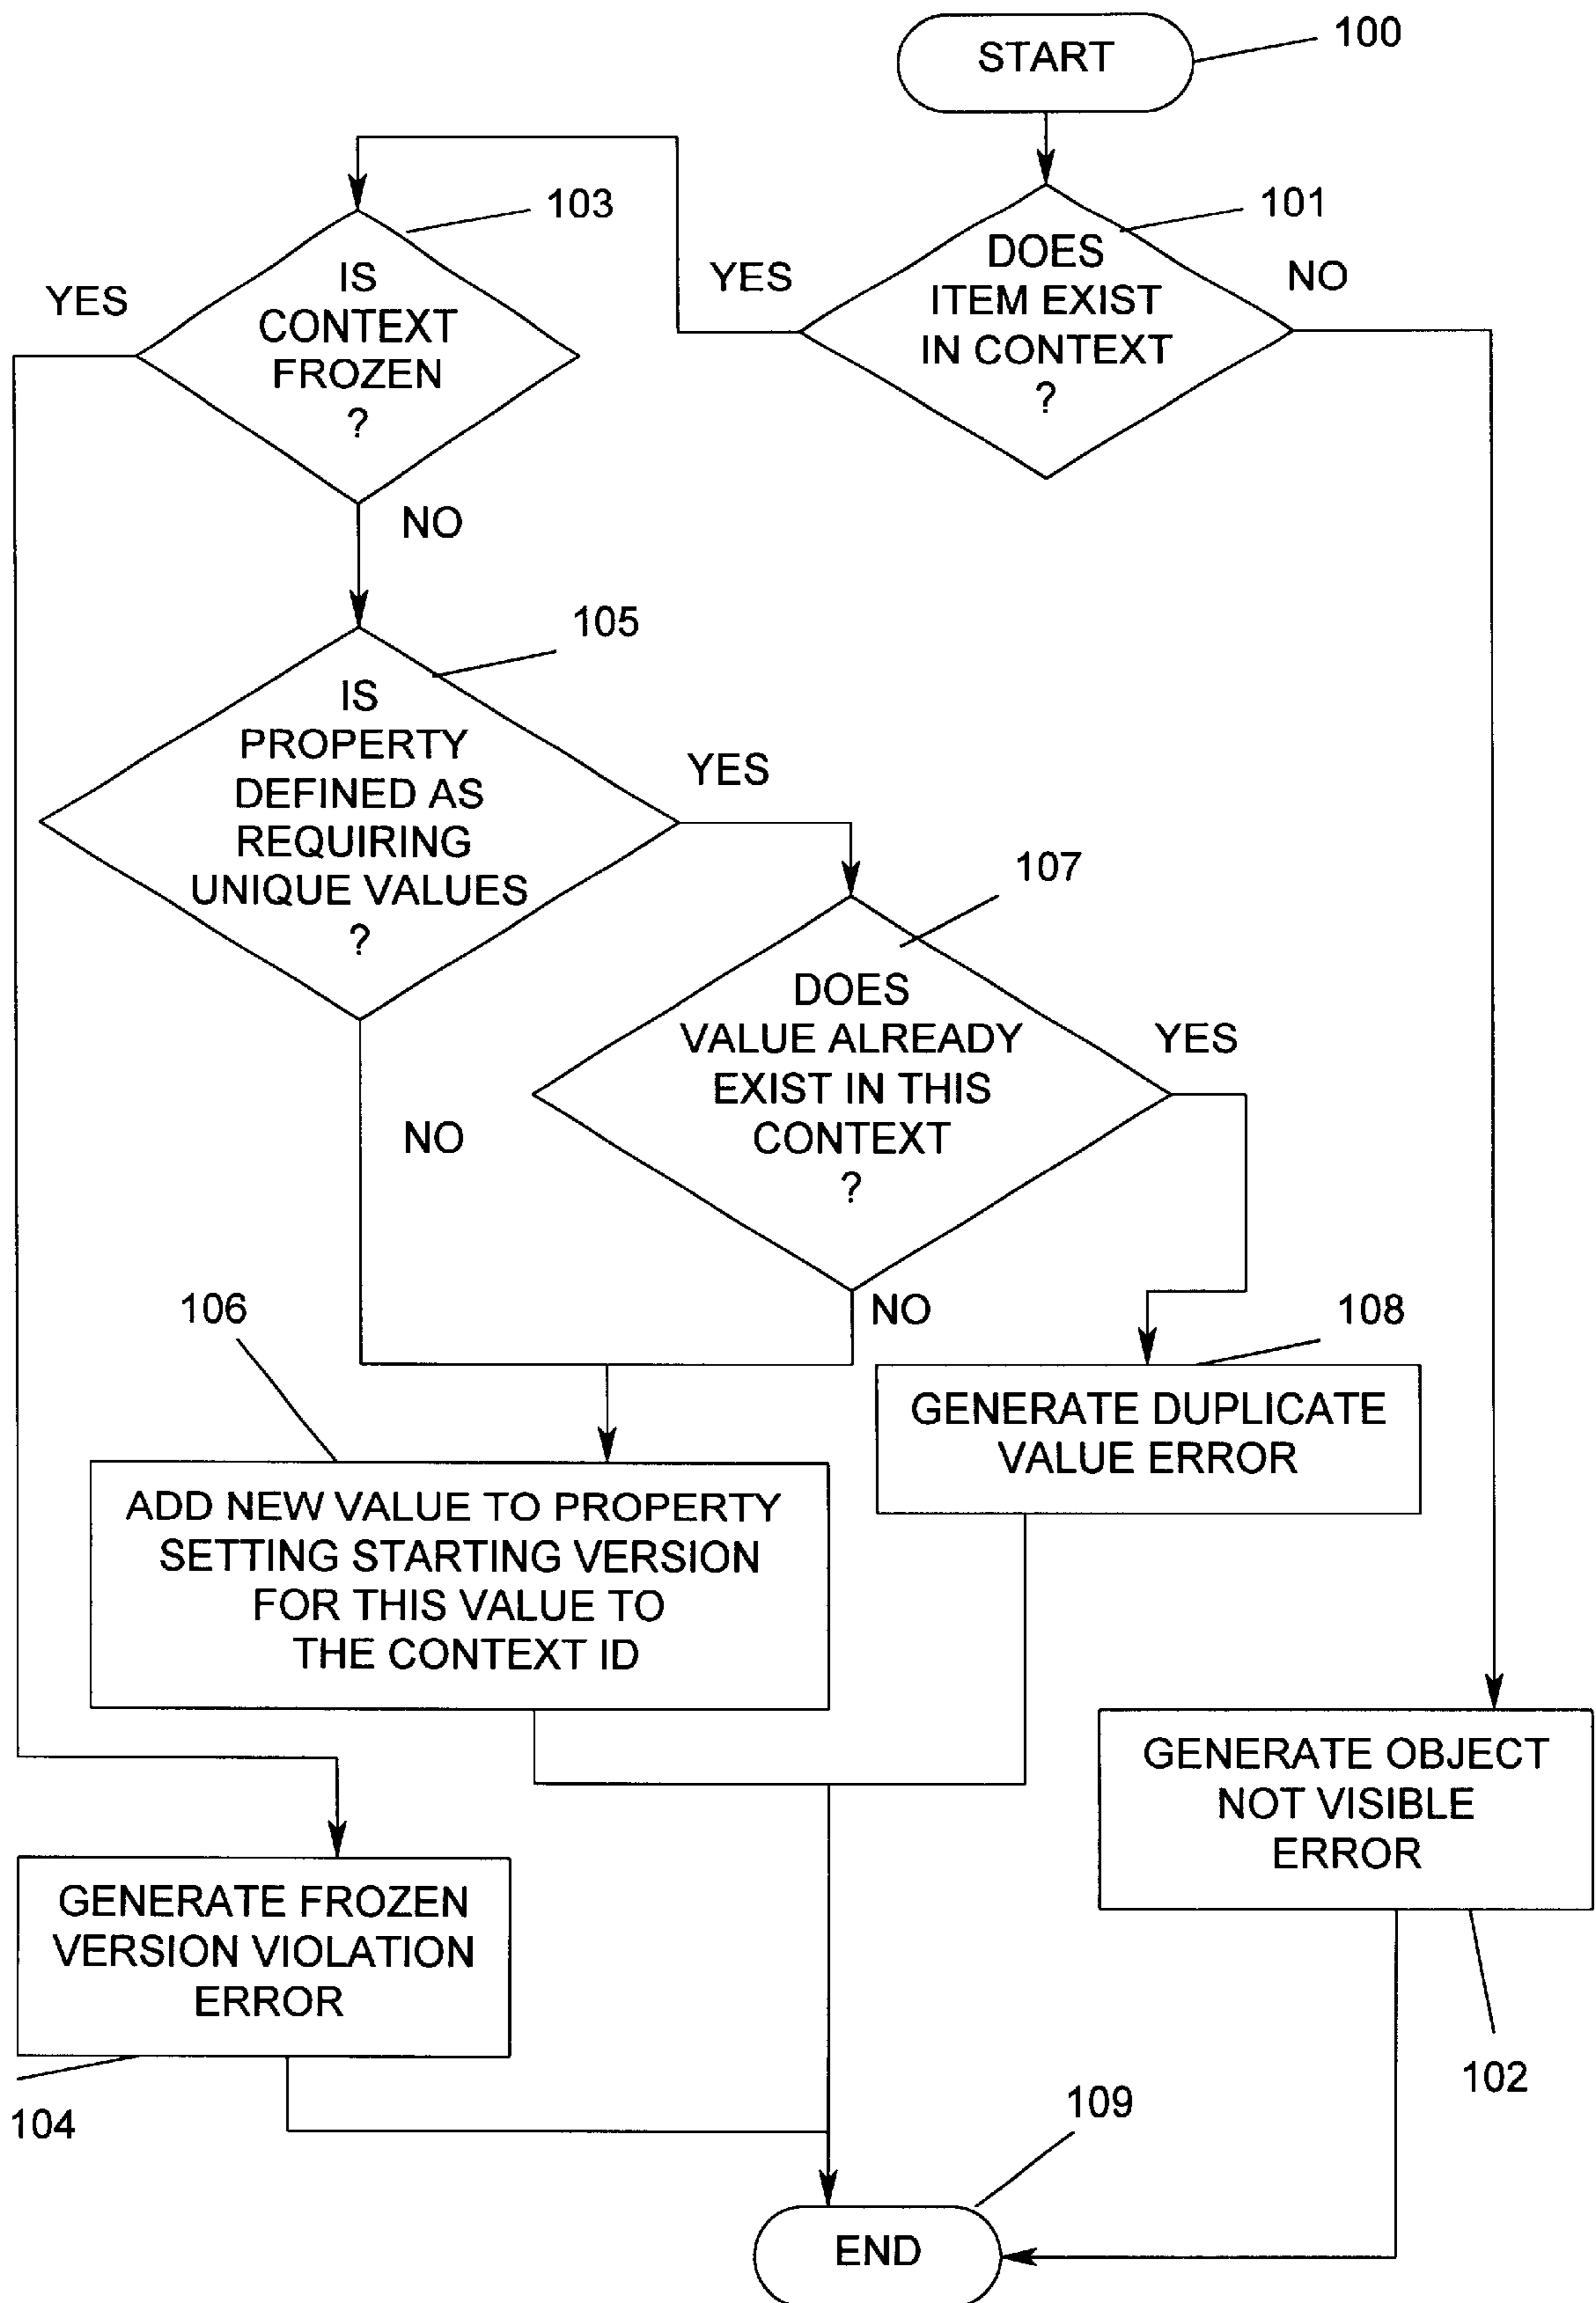 START
100
103
101
DOES
ITEM EXIST
IN CONTEXT
?
YES
NO
IS
CONTEXT
FROZEN
?
YES
NO
105
IS
PROPERTY
DEFINED AS
REQUIRING
UNIQUE VALUES
?
YES
NO
107
DOES
VALUE ALREADY
EXIST IN THIS
CONTEXT
?
YES
NO
106
108
GENERATE DUPLICATE
VALUE ERROR
ADD NEW VALUE TO PROPERTY
SETTING STARTING VERSION
FOR THIS VALUE TO
THE CONTEXT ID
GENERATE OBJECT
NOT VISIBLE
ERROR
102
GENERATE FROZEN
VERSION VIOLATION
ERROR
104
109
END